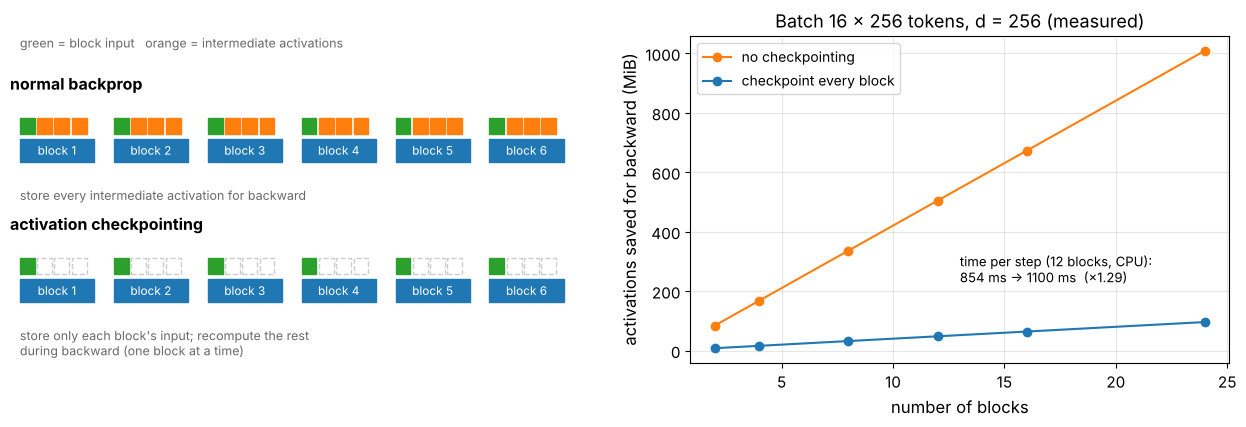 green = block input   orange = intermediate activations
normal backprop
block 1 block 2 block 3 block 4 block 5 block 6
store every intermediate activation for backward
activation checkpointing
block 1 block 2 block 3 block 4 block 5 block 6
store only each block's input; recompute the rest
during backward (one block at a time)
Batch 16 × 256 tokens, d = 256 (measured)
no checkpointing
checkpoint every block
activations saved for backward (MiB)
1000
800
600
400
200
0
time per step (12 blocks, CPU):
854 ms → 1100 ms  (×1.29)
5 10 15 20 25
number of blocks